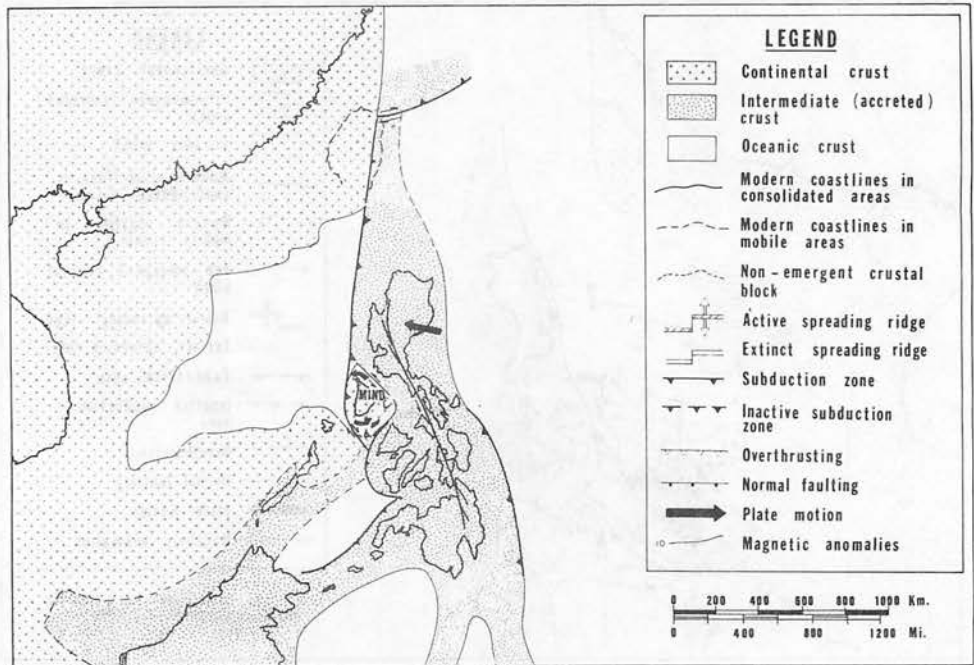 MIND
LEGEND
Continental crust
Intermediate (accreted)
crust
Oceanic crust
Modern coastlines in
consolidated areas
Modern coastlines in
mobile areas
Non-emergent crustal
block
Active spreading ridge
Extinct spreading ridge
Subduction zone
Inactive subduction
zone
Overthrusting
Normal faulting
Plate motion
10 Magnetic anomalies
0 200 400 600 800 1000 Km.
0 400 800 1200 Mi.